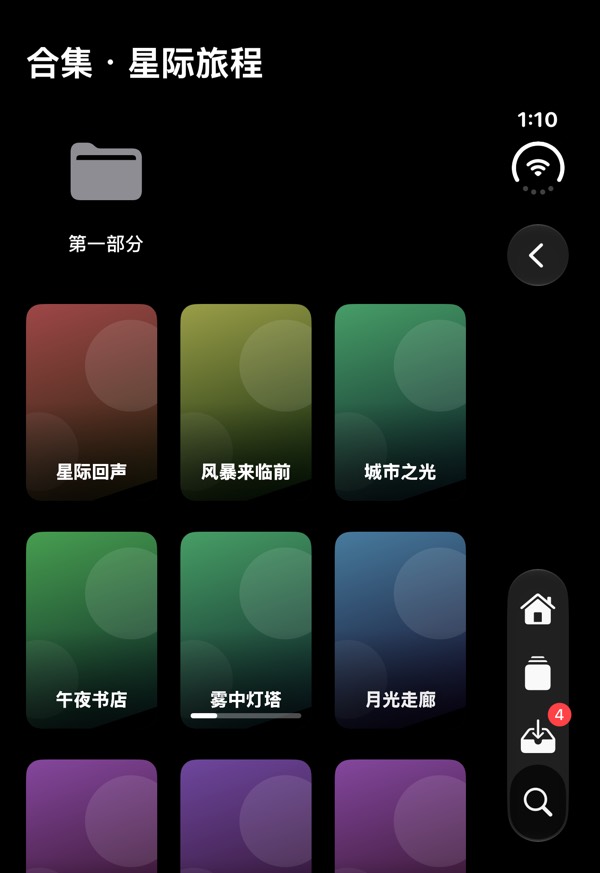 合集 · 星际旅程
1:10
第一部分
星际回声
风暴来临前
城市之光
午夜书店
雾中灯塔
月光走廊
4